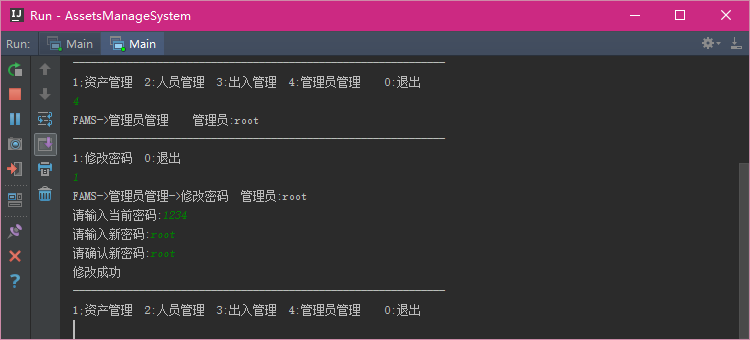 Run - AssetsManageSystem
Run: Main Main
1:资产管理 2:人员管理 3:出入管理 4:管理员管理 0:退出
4
FAMS->管理员管理 管理员:root
1:修改密码 0:退出
1
FAMS->管理员管理->修改密码 管理员:root
请输入当前密码:1234
请输入新密码:root
请确认新密码:root
修改成功
1:资产管理 2:人员管理 3:出入管理 4:管理员管理 0:退出